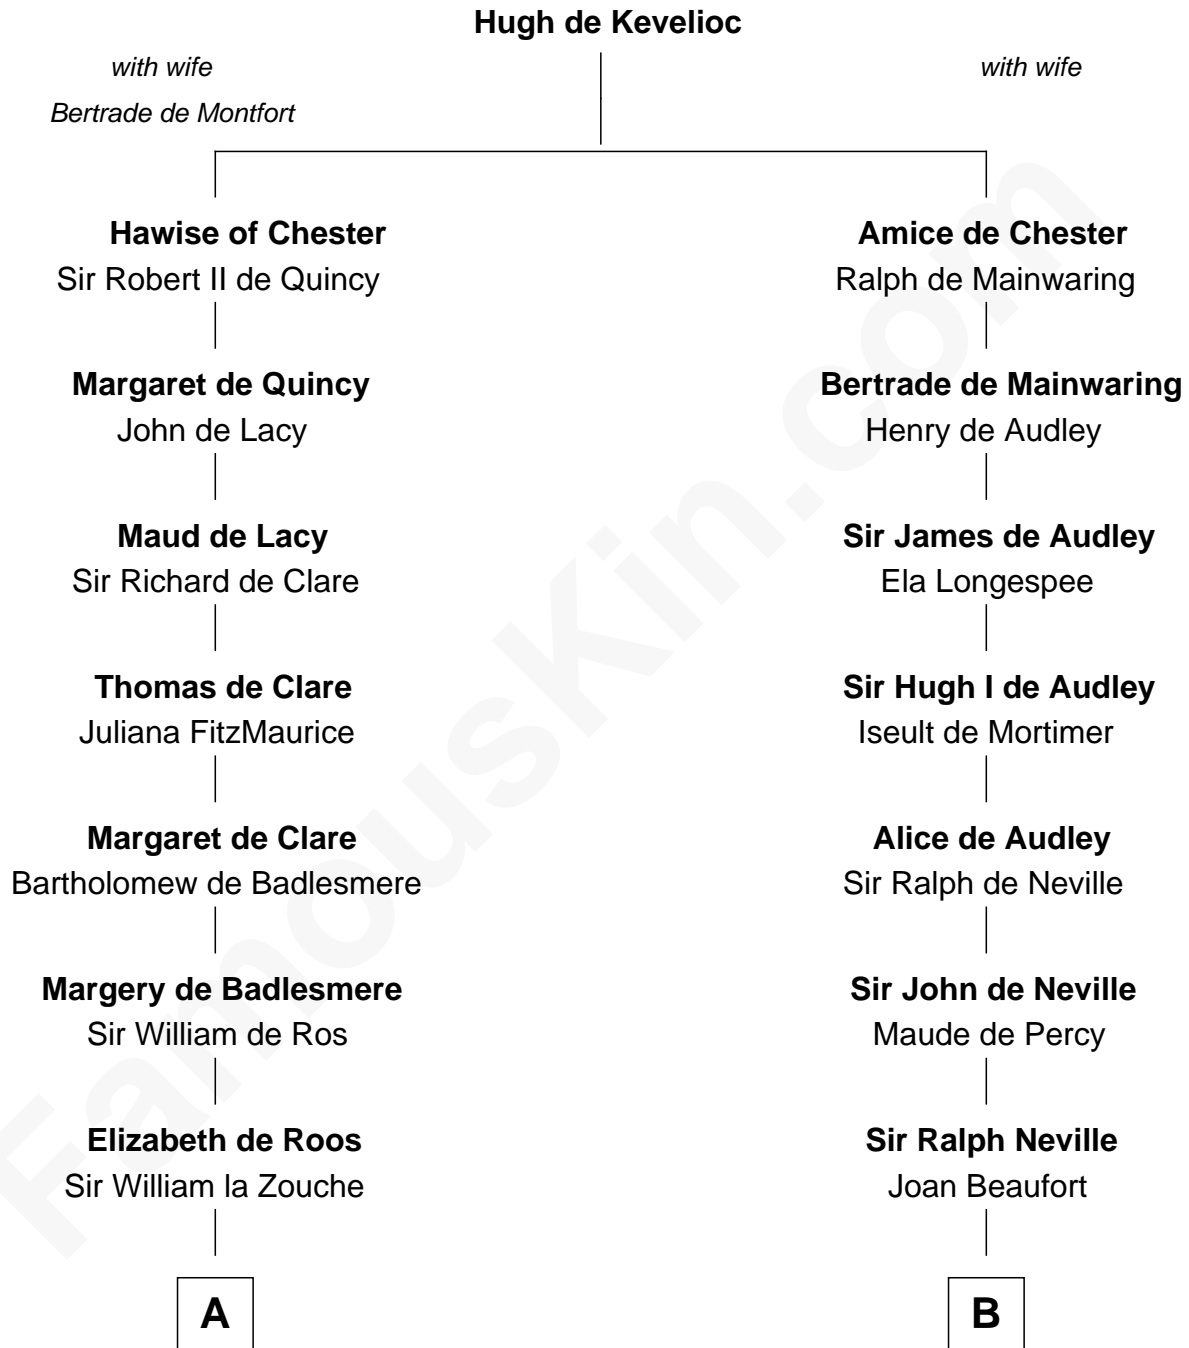 Hugh de Kevelioc
with wife
Bertrade de Montfort
with wife
Hawise of Chester
Sir Robert II de Quincy
Margaret de Quincy
John de Lacy
Maud de Lacy
Sir Richard de Clare
Thomas de Clare
Juliana FitzMaurice
Margaret de Clare
Bartholomew de Badlesmere
Margery de Badlesmere
Sir William de Ros
Elizabeth de Roos
Sir William la Zouche
A
Amice de Chester
Ralph de Mainwaring
Bertrade de Mainwaring
Henry de Audley
Sir James de Audley
Ela Longespee
Sir Hugh I de Audley
Iseult de Mortimer
Alice de Audley
Sir Ralph de Neville
Sir John de Neville
Maude de Percy
Sir Ralph Neville
Joan Beaufort
B
FamousKin.com